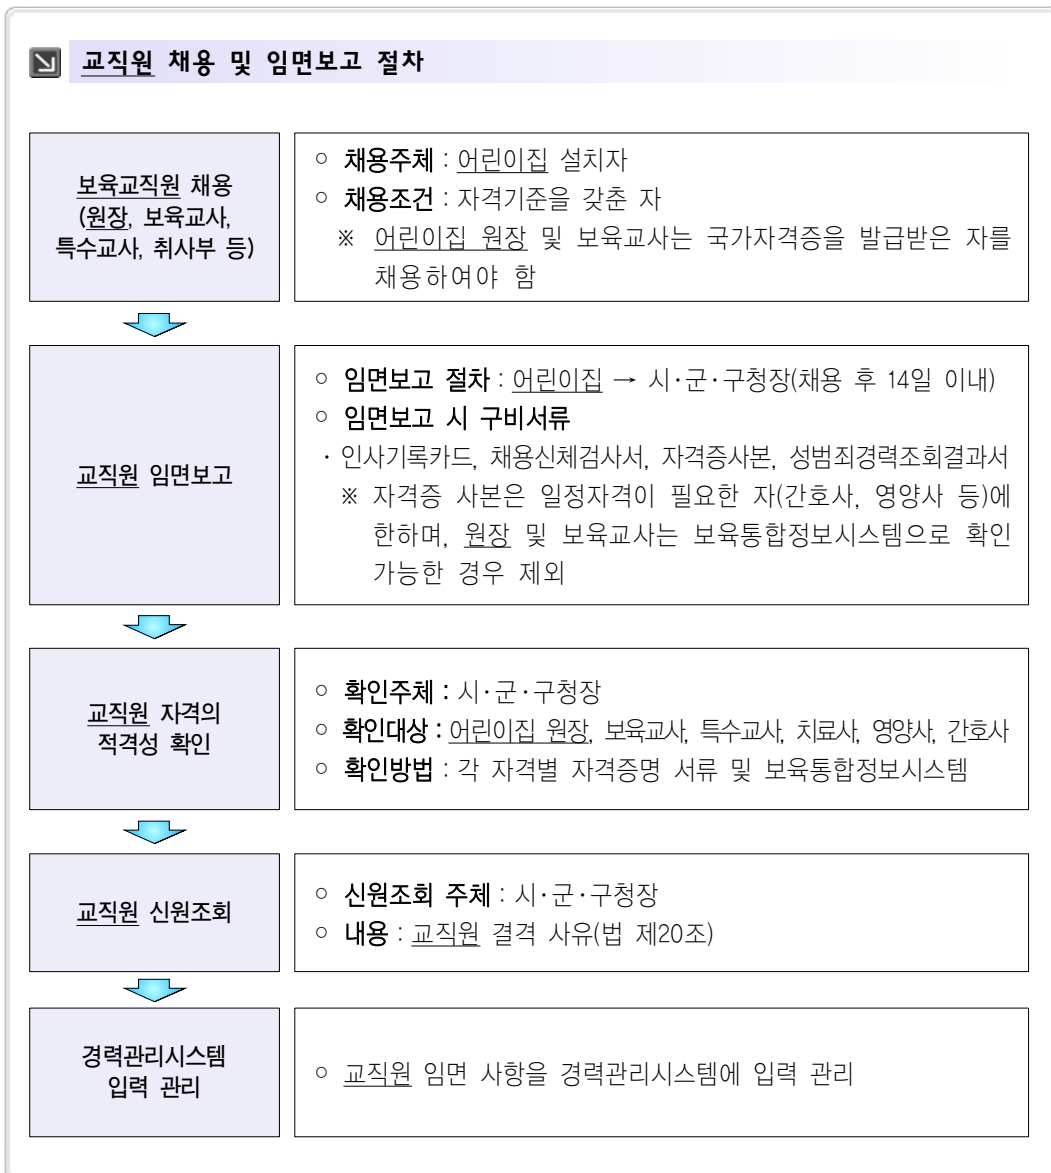 교직원 채용 및 임면보고 절차
보육교직원 채용
(원장, 보육교사,
특수교사, 취사부 등)
○ 채용주체 : 어린이집 설치자
○ 채용조건 : 자격기준을 갖춘 자
※ 어린이집 원장 및 보육교사는 국가자격증을 발급받은 자를
채용하여야 함
교직원 임면보고
○ 임면보고 절차 : 어린이집 → 시·군·구청장(채용 후 14일 이내)
○ 임면보고 시 구비서류
· 인사기록카드, 채용신체검사서, 자격증사본, 성범죄경력조회결과서
※ 자격증 사본은 일정자격이 필요한 자(간호사, 영양사 등)에
한하며, 원장 및 보육교사는 보육통합정보시스템으로 확인
가능한 경우 제외
교직원 자격의
적격성 확인
○ 확인주체 : 시·군·구청장
○ 확인대상 : 어린이집 원장, 보육교사, 특수교사, 치료사, 영양사, 간호사
○ 확인방법 : 각 자격별 자격증명 서류 및 보육통합정보시스템
교직원 신원조회
○ 신원조회 주체 : 시·군·구청장
○ 내용 : 교직원 결격 사유(법 제20조)
경력관리시스템
입력 관리
○ 교직원 임면 사항을 경력관리시스템에 입력 관리